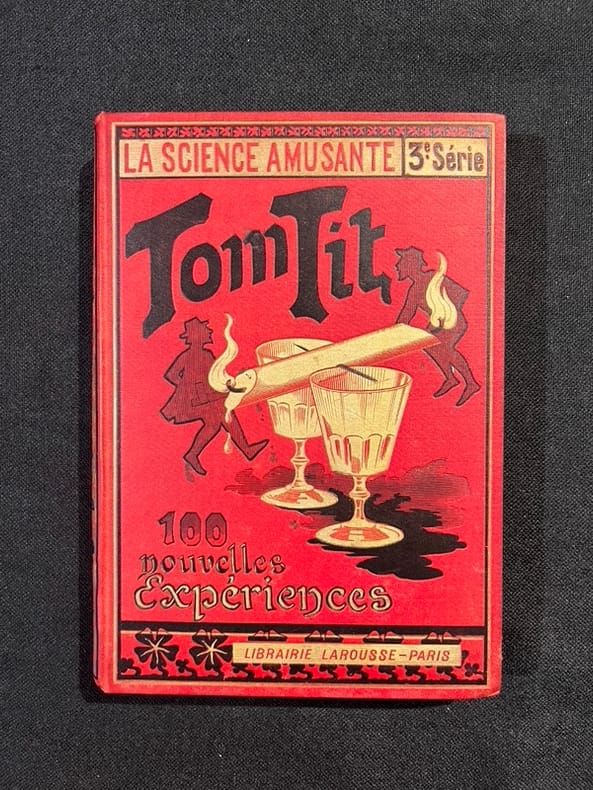 LA SCIENCE AMUSANTE 3e Série
Tom Tit
100
nouvelles
Expériences
LIBRAIRIE LAROUSSE-PARIS